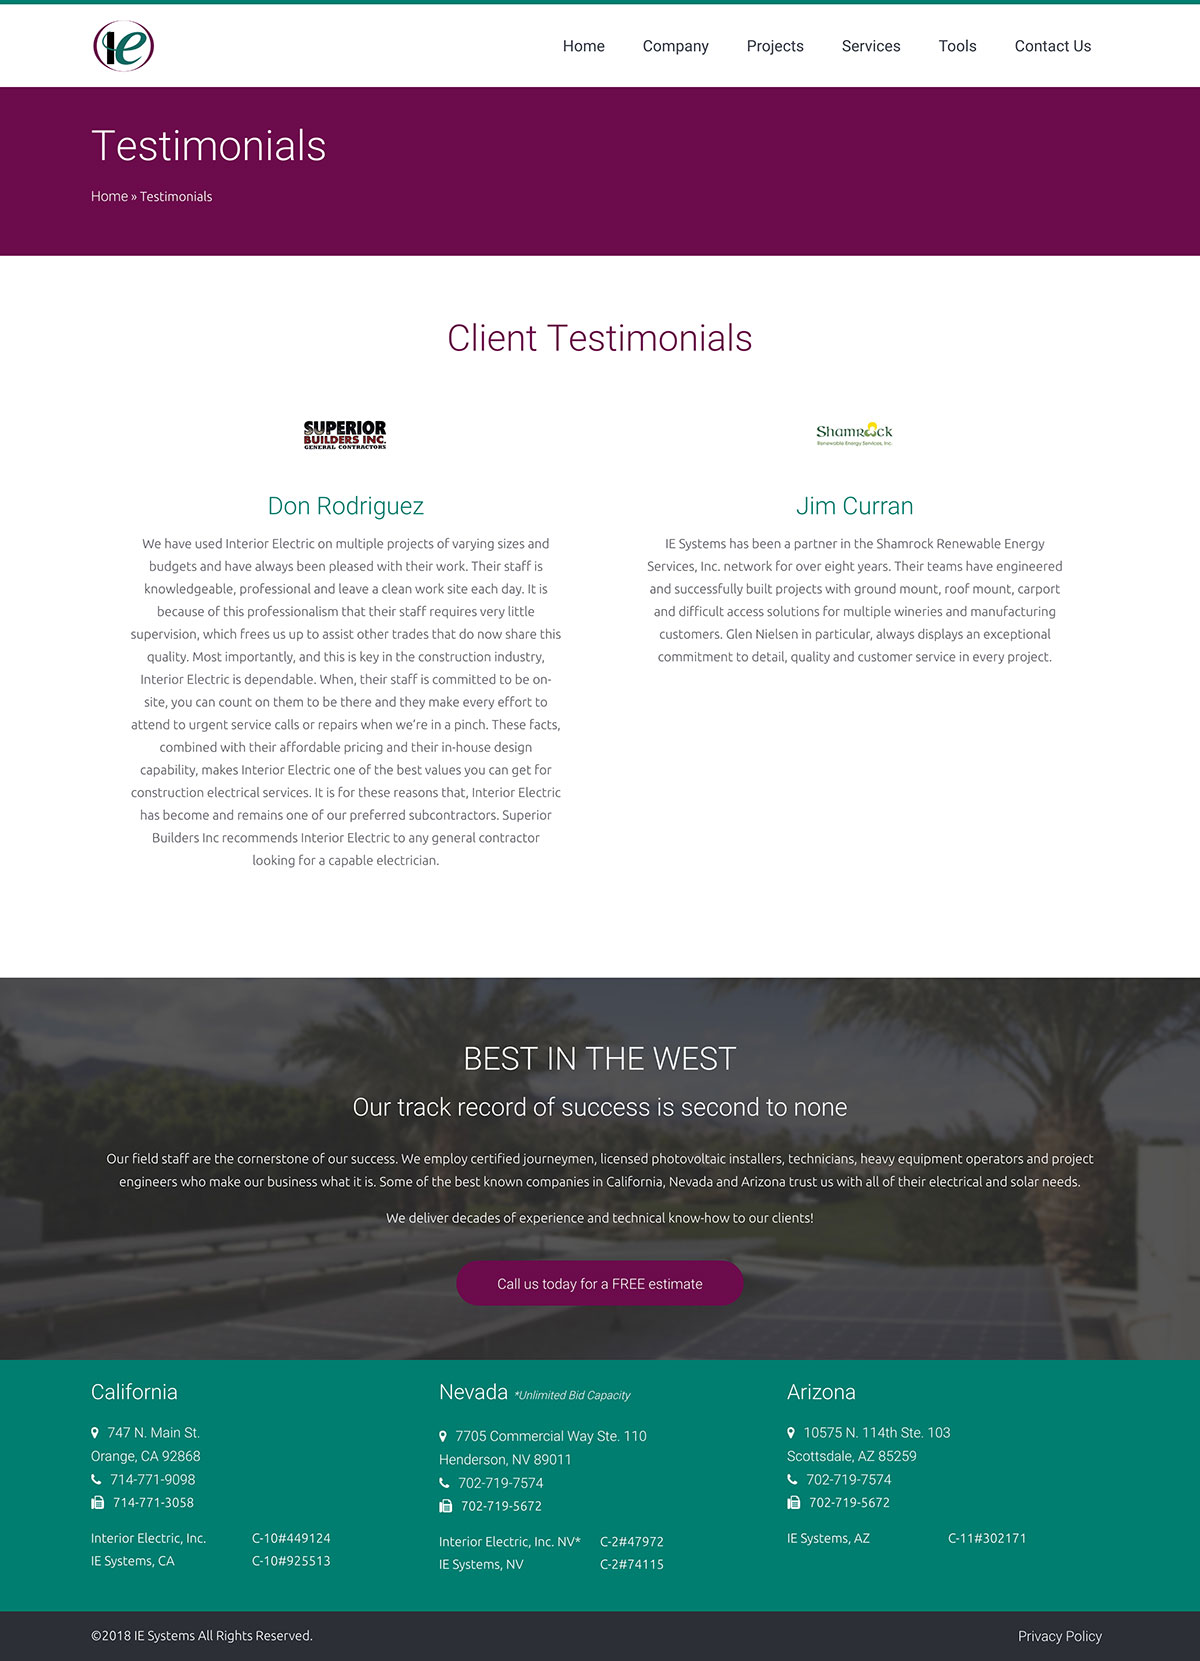 IE
Home Company Projects Services Tools Contact Us
Testimonials
Home » Testimonials
Client Testimonials
SUPERIOR
BUILDERS INC.
GENERAL CONTRACTORS
Don Rodriguez
We have used Interior Electric on multiple projects of varying sizes and
budgets and have always been pleased with their work. Their staff is
knowledgeable, professional and leave a clean work site each day. It is
because of this professionalism that their staff requires very little
supervision, which frees us up to assist other trades that do now share this
quality. Most importantly, and this is key in the construction industry,
Interior Electric is dependable. When, their staff is committed to be on-
site, you can count on them to be there and they make every effort to
attend to urgent service calls or repairs when we're in a pinch. These facts,
combined with their affordable pricing and their in-house design
capability, makes Interior Electric one of the best values you can get for
construction electrical services. It is for these reasons that, Interior Electric
has become and remains one of our preferred subcontractors. Superior
Builders Inc recommends Interior Electric to any general contractor
looking for a capable electrician.
Shamrock
Renewable Energy Services, Inc.
Jim Curran
IE Systems has been a partner in the Shamrock Renewable Energy
Services, Inc. network for over eight years. Their teams have engineered
and successfully built projects with ground mount, roof mount, carport
and difficult access solutions for multiple wineries and manufacturing
customers. Glen Nielsen in particular, always displays an exceptional
commitment to detail, quality and customer service in every project.
BEST IN THE WEST
Our track record of success is second to none
Our field staff are the cornerstone of our success. We employ certified journeymen, licensed photovoltaic installers, technicians, heavy equipment operators and project
engineers who make our business what it is. Some of the best known companies in California, Nevada and Arizona trust us with all of their electrical and solar needs.
We deliver decades of experience and technical know-how to our clients!
Call us today for a FREE estimate
California
747 N. Main St.
Orange, CA 92868
714-771-9098
714-771-3058
Interior Electric, Inc. C-10#449124
IE Systems, CA C-10#925513
Nevada *Unlimited Bid Capacity
7705 Commercial Way Ste. 110
Henderson, NV 89011
702-719-7574
702-719-5672
Interior Electric, Inc. NV* C-2#47972
IE Systems, NV C-2#74115
Arizona
10575 N. 114th Ste. 103
Scottsdale, AZ 85259
702-719-7574
702-719-5672
IE Systems, AZ C-11#302171
©2018 IE Systems All Rights Reserved.
Privacy Policy